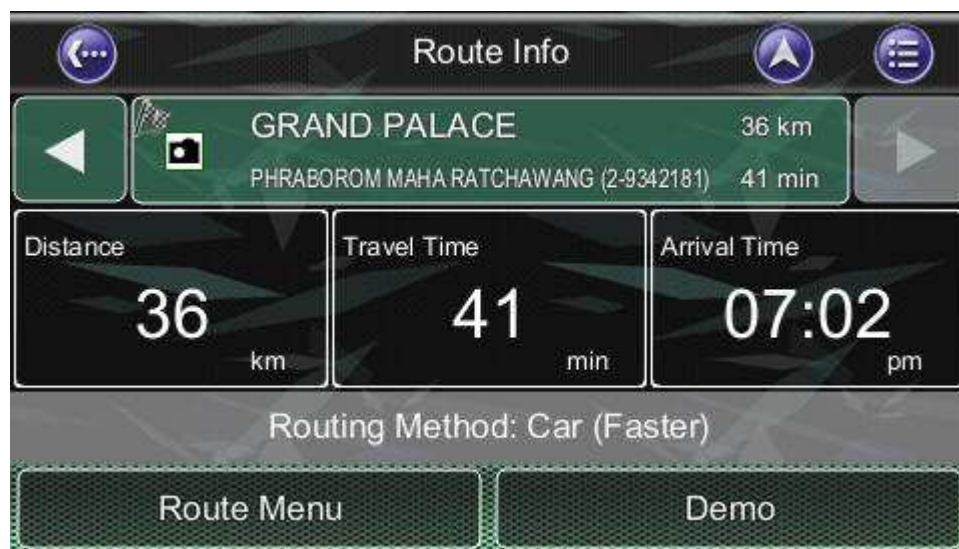 Route Info
GRAND PALACE 36 km
PHRABOROM MAHA RATCHAWANG (2-9342181) 41 min
Distance Travel Time Arrival Time
36 km 41 min 07:02 pm
Routing Method: Car (Faster)
Route Menu Demo